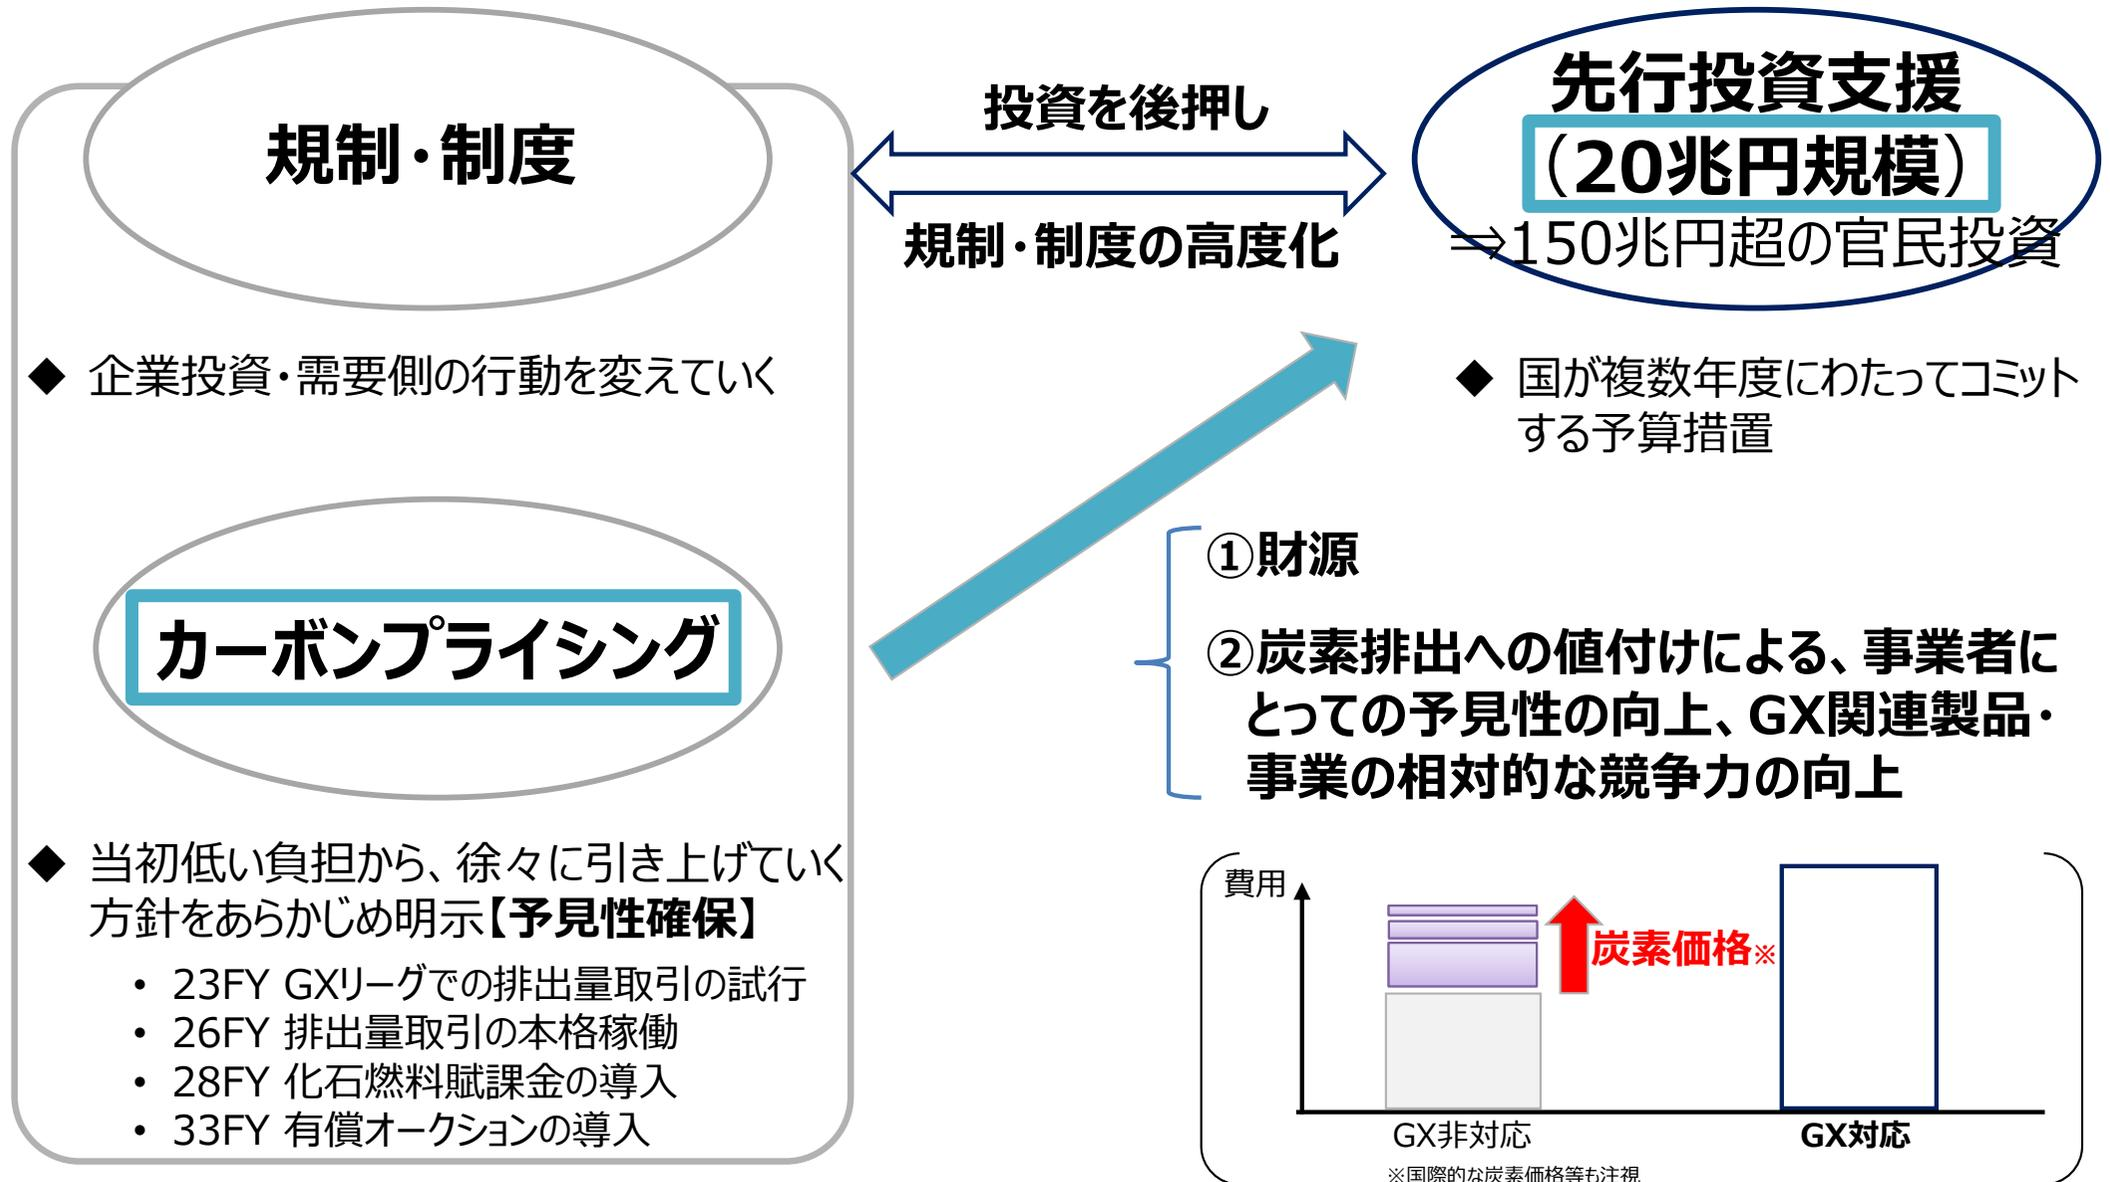 規制・制度
◆ 企業投資・需要側の行動を変えていく
カーボンプライシング
◆ 当初低い負担から、徐々に引き上げていく
方針をあらかじめ明示【予見性確保】
• 23FY GXリーグでの排出量取引の試行
• 26FY 排出量取引の本格稼働
• 28FY 化石燃料賦課金の導入
• 33FY 有償オークションの導入
投資を後押し
規制・制度の高度化
先行投資支援
（20兆円規模）
⇒150兆円超の官民投資
◆ 国が複数年度にわたってコミット
する予算措置
①財源
②炭素排出への値付けによる、事業者に
とっての予見性の向上、GX関連製品・
事業の相対的な競争力の向上
費用
炭素価格※
GX非対応
GX対応
※国際的な炭素価格等も注視